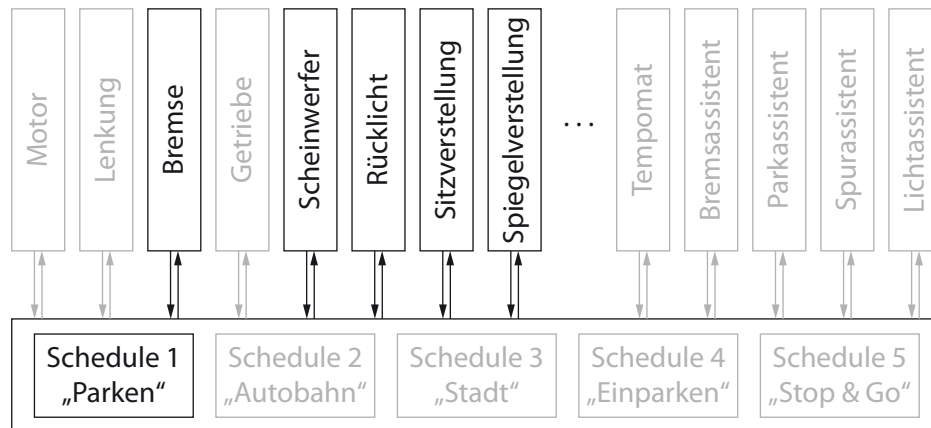 Motor
Lenkung
Bremse
Getriebe
Scheinwerfer
Rücklicht
Sitzverstellung
Spiegelverstellung
...
Tempomat
Bremsassistent
Parkassistent
Spurassistent
Lichtassistent
Schedule 1
„Parken“
Schedule 2
„Autobahn“
Schedule 3
„Stadt“
Schedule 4
„Einparken“
Schedule 5
„Stop & Go“